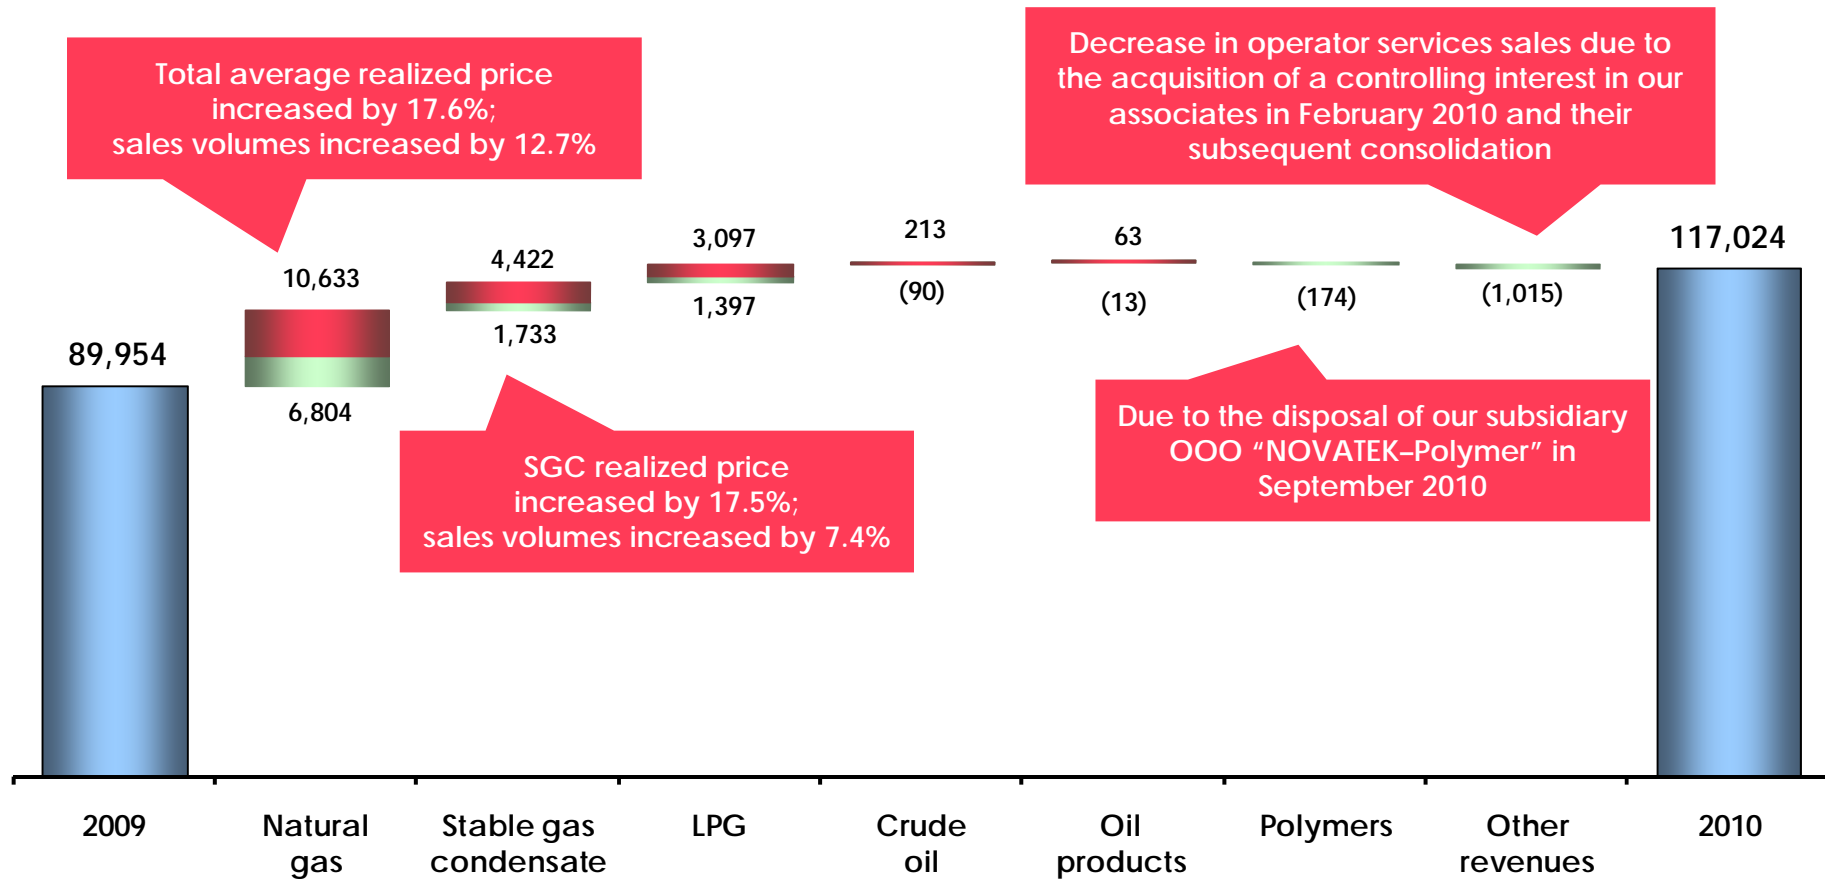 Total average realized price
increased by 17.6%;
sales volumes increased by 12.7%
Decrease in operator services sales due to
the acquisition of a controlling interest in our
associates in February 2010 and their
subsequent consolidation
89,954
10,633
6,804
4,422
1,733
3,097
1,397
213
(90)
63
(13)
(174)
(1,015)
117,024
SGC realized price
increased by 17.5%;
sales volumes increased by 7.4%
Due to the disposal of our subsidiary
OOO “NOVATEK–Polymer” in
September 2010
2009
Natural
gas
Stable gas
condensate
LPG
Crude
oil
Oil
products
Polymers
Other
revenues
2010